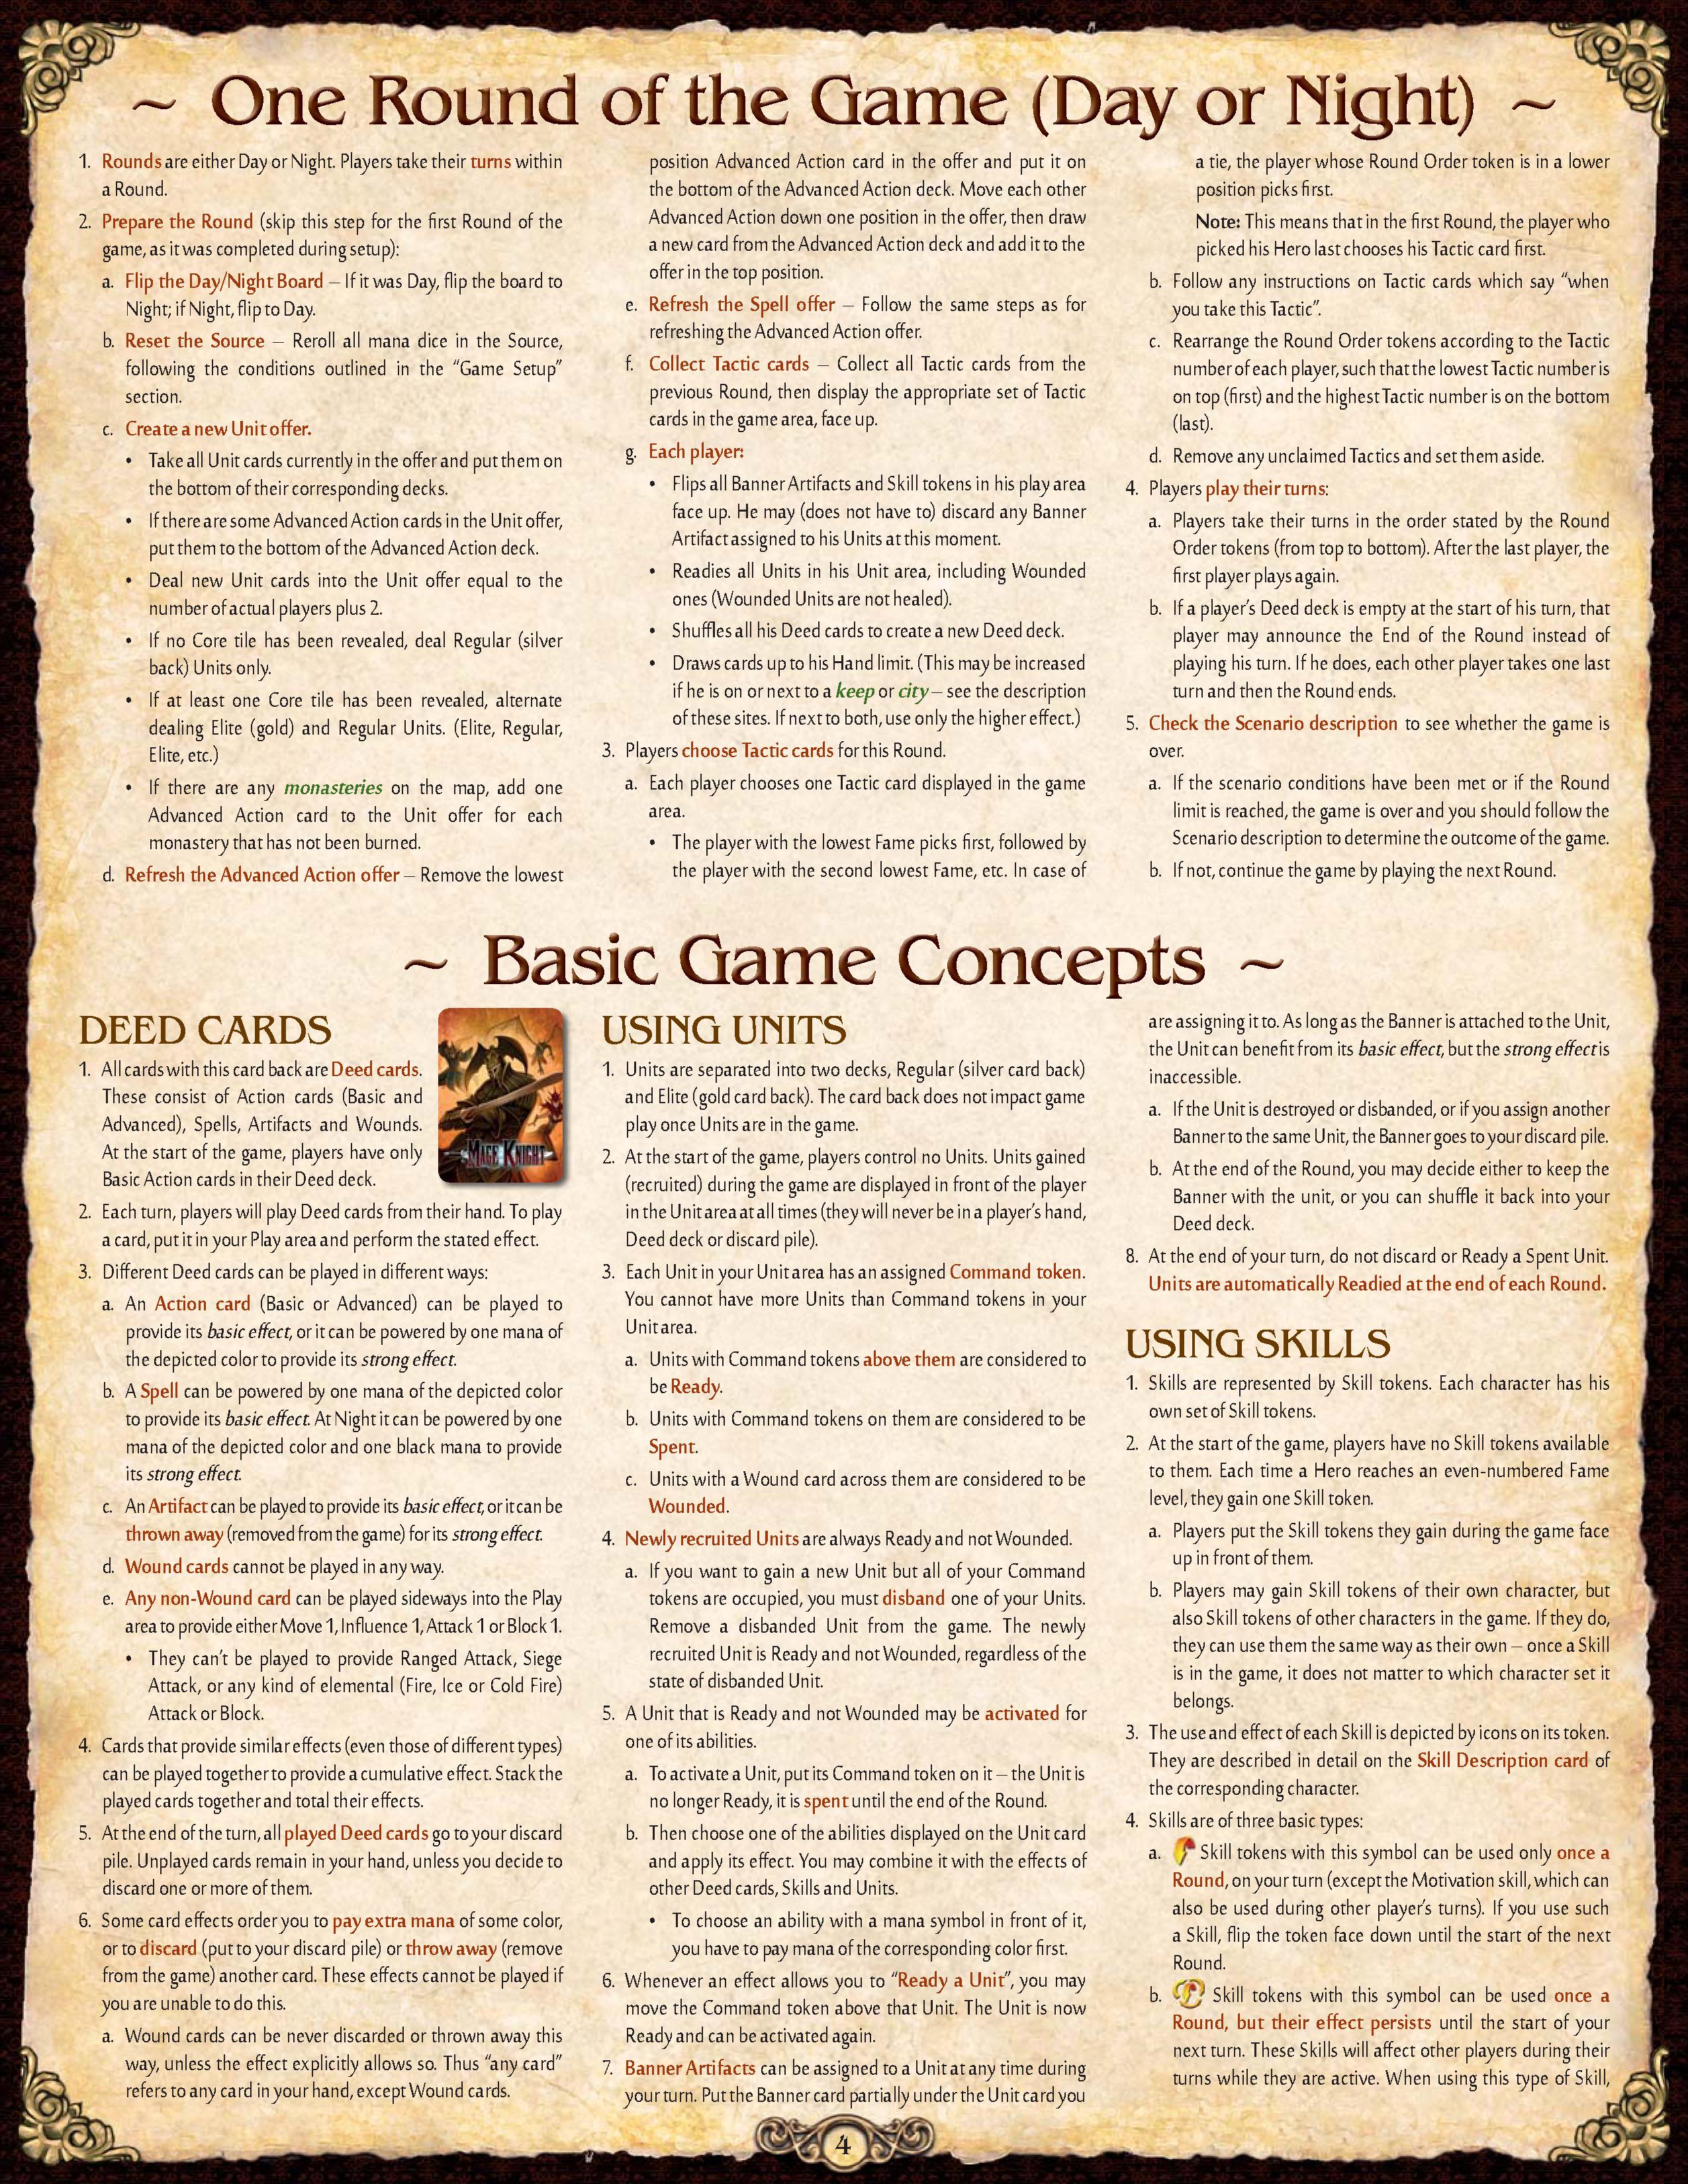 ~ One Round of the Game (Day or Night) ~
1. Rounds are either Day or Night. Players take their turns within
a Round.
2. Prepare the Round (skip this step for the first Round of the
game, as it was completed during setup):
a. Flip the Day/Night Board – If it was Day, flip the board to
Night; if Night, flip to Day.
b. Reset the Source – Reroll all mana dice in the Source,
following the conditions outlined in the “Game Setup”
section.
c. Create a new Unit offer.
• Take all Unit cards currently in the offer and put them on
the bottom of their corresponding decks.
• If there are some Advanced Action cards in the Unit offer,
put them to the bottom of the Advanced Action deck.
• Deal new Unit cards into the Unit offer equal to the
number of actual players plus 2.
• If no Core tile has been revealed, deal Regular (silver
back) Units only.
• If at least one Core tile has been revealed, alternate
dealing Elite (gold) and Regular Units. (Elite, Regular,
Elite, etc.)
• If there are any monasteries on the map, add one
Advanced Action card to the Unit offer for each
monastery that has not been burned.
d. Refresh the Advanced Action offer – Remove the lowest
position Advanced Action card in the offer and put it on
the bottom of the Advanced Action deck. Move each other
Advanced Action down one position in the offer, then draw
a new card from the Advanced Action deck and add it to the
offer in the top position.
e. Refresh the Spell offer – Follow the same steps as for
refreshing the Advanced Action offer.
f. Collect Tactic cards – Collect all Tactic cards from the
previous Round, then display the appropriate set of Tactic
cards in the game area, face up.
g. Each player:
• Flips all Banner Artifacts and Skill tokens in his play area
face up. He may (does not have to) discard any Banner
Artifact assigned to his Units at this moment.
• Readies all Units in his Unit area, including Wounded
ones (Wounded Units are not healed).
• Shuffles all his Deed cards to create a new Deed deck.
• Draws cards up to his Hand limit. (This may be increased
if he is on or next to a keep or city – see the description
of these sites. If next to both, use only the higher effect.)
3. Players choose Tactic cards for this Round.
a. Each player chooses one Tactic card displayed in the game
area.
• The player with the lowest Fame picks first, followed by
the player with the second lowest Fame, etc. In case of
a tie, the player whose Round Order token is in a lower
position picks first.
Note: This means that in the first Round, the player who
picked his Hero last chooses his Tactic card first.
b. Follow any instructions on Tactic cards which say “when
you take this Tactic”.
c. Rearrange the Round Order tokens according to the Tactic
number of each player, such that the lowest Tactic number is
on top (first) and the highest Tactic number is on the bottom
(last).
d. Remove any unclaimed Tactics and set them aside.
4. Players play their turns:
a. Players take their turns in the order stated by the Round
Order tokens (from top to bottom). After the last player, the
first player plays again.
b. If a player’s Deed deck is empty at the start of his turn, that
player may announce the End of the Round instead of
playing his turn. If he does, each other player takes one last
turn and then the Round ends.
5. Check the Scenario description to see whether the game is
over.
a. If the scenario conditions have been met or if the Round
limit is reached, the game is over and you should follow the
Scenario description to determine the outcome of the game.
b. If not, continue the game by playing the next Round.
~ Basic Game Concepts ~
DEED CARDS
1. All cards with this card back are Deed cards.
These consist of Action cards (Basic and
Advanced), Spells, Artifacts and Wounds.
At the start of the game, players have only
Basic Action cards in their Deed deck.
MAGE KNIGHT
2. Each turn, players will play Deed cards from their hand. To play
a card, put it in your Play area and perform the stated effect.
3. Different Deed cards can be played in different ways:
a. An Action card (Basic or Advanced) can be played to
provide its basic effect, or it can be powered by one mana of
the depicted color to provide its strong effect.
b. A Spell can be powered by one mana of the depicted color
to provide its basic effect. At Night it can be powered by one
mana of the depicted color and one black mana to provide
its strong effect.
c. An Artifact can be played to provide its basic effect, or it can be
thrown away (removed from the game) for its strong effect.
d. Wound cards cannot be played in any way.
e. Any non-Wound card can be played sideways into the Play
area to provide either Move 1, Influence 1, Attack 1 or Block 1.
• They can’t be played to provide Ranged Attack, Siege
Attack, or any kind of elemental (Fire, Ice or Cold Fire)
Attack or Block.
4. Cards that provide similar effects (even those of different types)
can be played together to provide a cumulative effect. Stack the
played cards together and total their effects.
5. At the end of the turn, all played Deed cards go to your discard
pile. Unplayed cards remain in your hand, unless you decide to
discard one or more of them.
6. Some card effects order you to pay extra mana of some color,
or to discard (put to your discard pile) or throw away (remove
from the game) another card. These effects cannot be played if
you are unable to do this.
a. Wound cards can be never discarded or thrown away this
way, unless the effect explicitly allows so. Thus “any card”
refers to any card in your hand, except Wound cards.
USING UNITS
1. Units are separated into two decks, Regular (silver card back)
and Elite (gold card back). The card back does not impact game
play once Units are in the game.
2. At the start of the game, players control no Units. Units gained
(recruited) during the game are displayed in front of the player
in the Unit area at all times (they will never be in a player’s hand,
Deed deck or discard pile).
3. Each Unit in your Unit area has an assigned Command token.
You cannot have more Units than Command tokens in your
Unit area.
a. Units with Command tokens above them are considered to
be Ready.
b. Units with Command tokens on them are considered to be
Spent.
c. Units with a Wound card across them are considered to be
Wounded.
4. Newly recruited Units are always Ready and not Wounded.
a. If you want to gain a new Unit but all of your Command
tokens are occupied, you must disband one of your Units.
Remove a disbanded Unit from the game. The newly
recruited Unit is Ready and not Wounded, regardless of the
state of disbanded Unit.
5. A Unit that is Ready and not Wounded may be activated for
one of its abilities.
a. To activate a Unit, put its Command token on it – the Unit is
no longer Ready, it is spent until the end of the Round.
b. Then choose one of the abilities displayed on the Unit card
and apply its effect. You may combine it with the effects of
other Deed cards, Skills and Units.
• To choose an ability with a mana symbol in front of it,
you have to pay mana of the corresponding color first.
6. Whenever an effect allows you to “Ready a Unit”, you may
move the Command token above that Unit. The Unit is now
Ready and can be activated again.
7. Banner Artifacts can be assigned to a Unit at any time during
your turn. Put the Banner card partially under the Unit card you
are assigning it to. As long as the Banner is attached to the Unit,
the Unit can benefit from its basic effect, but the strong effect is
inaccessible.
a. If the Unit is destroyed or disbanded, or if you assign another
Banner to the same Unit, the Banner goes to your discard pile.
b. At the end of the Round, you may decide either to keep the
Banner with the unit, or you can shuffle it back into your
Deed deck.
8. At the end of your turn, do not discard or Ready a Spent Unit.
Units are automatically Readied at the end of each Round.
USING SKILLS
1. Skills are represented by Skill tokens. Each character has his
own set of Skill tokens.
2. At the start of the game, players have no Skill tokens available
to them. Each time a Hero reaches an even-numbered Fame
level, they gain one Skill token.
a. Players put the Skill tokens they gain during the game face
up in front of them.
b. Players may gain Skill tokens of their own character, but
also Skill tokens of other characters in the game. If they do,
they can use them the same way as their own – once a Skill
is in the game, it does not matter to which character set it
belongs.
3. The use and effect of each Skill is depicted by icons on its token.
They are described in detail on the Skill Description card of
the corresponding character.
4. Skills are of three basic types:
a. Skill tokens with this symbol can be used only once a
Round, on your turn (except the Motivation skill, which can
also be used during other player’s turns). If you use such
a Skill, flip the token face down until the start of the next
Round.
b. Skill tokens with this symbol can be used once a
Round, but their effect persists until the start of your
next turn. These Skills will affect other players during their
turns while they are active. When using this type of Skill,
4